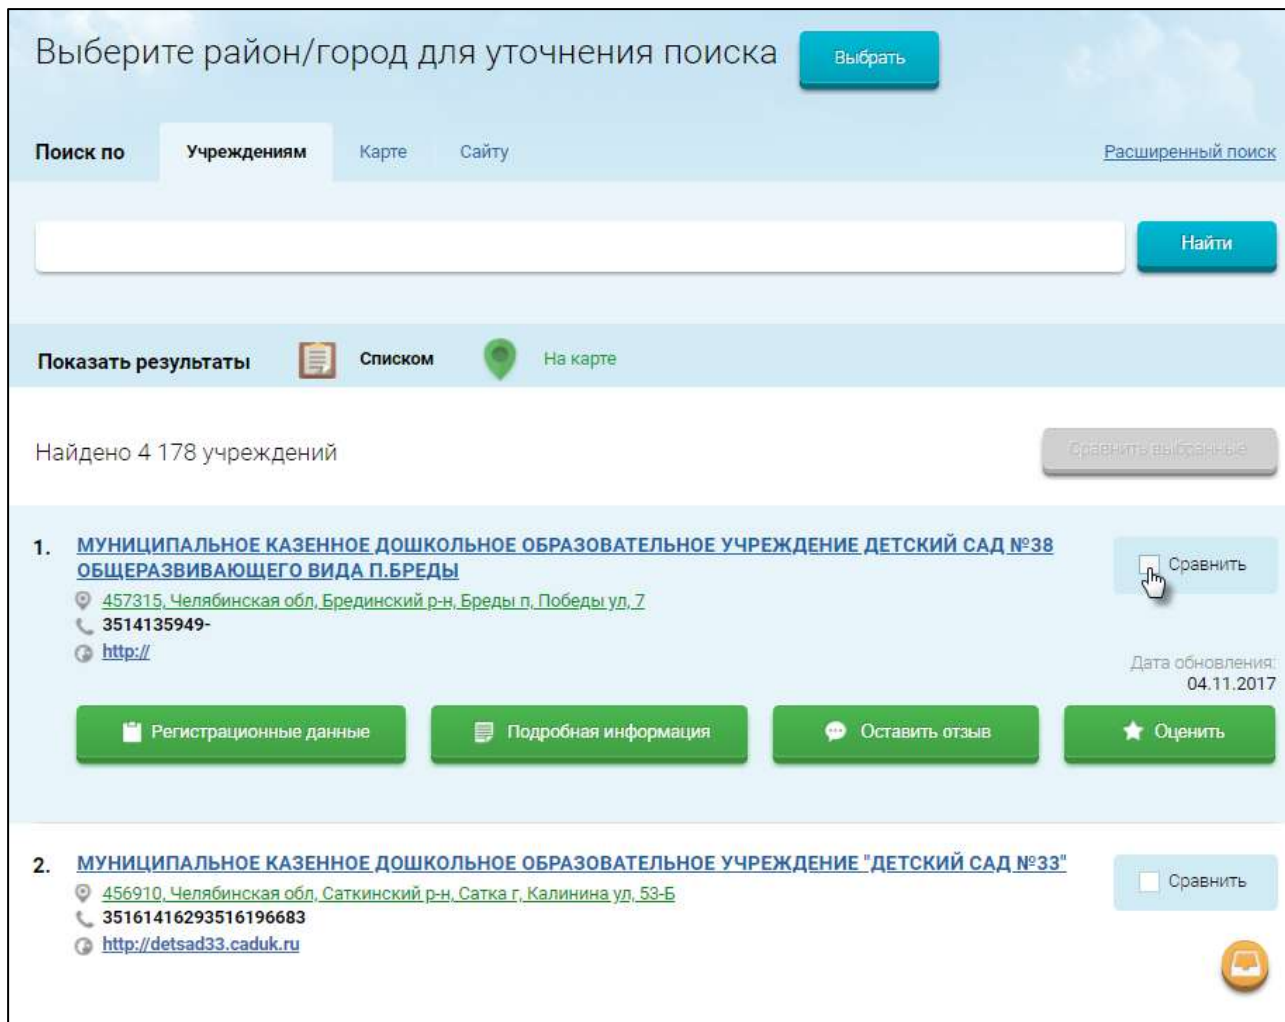 Выберите район/город для уточнения поиска Выбрать
Поиск по Учреждениям Карте Сайту Расширенный поиск
Найти
Показать результаты Списком На карте
Найдено 4 178 учреждений Сравнить выбранные
1. МУНИЦИПАЛЬНОЕ КАЗЕННОЕ ДОШКОЛЬНОЕ ОБРАЗОВАТЕЛЬНОЕ УЧРЕЖДЕНИЕ ДЕТСКИЙ САД №38
ОБЩЕРАЗВИВАЮЩЕГО ВИДА П.БРЕДЫ
Сравнить
457315, Челябинская обл, Брединский р-н, Бреды п, Победы ул, 7
3514135949-
http://
Дата обновления:
04.11.2017
Регистрационные данные Подробная информация Оставить отзыв Оценить
2. МУНИЦИПАЛЬНОЕ КАЗЕННОЕ ДОШКОЛЬНОЕ ОБРАЗОВАТЕЛЬНОЕ УЧРЕЖДЕНИЕ "ДЕТСКИЙ САД №33"
Сравнить
456910, Челябинская обл, Саткинский р-н, Сатка г, Калинина ул, 53-Б
35161416293516196683
http://detsad33.caduk.ru